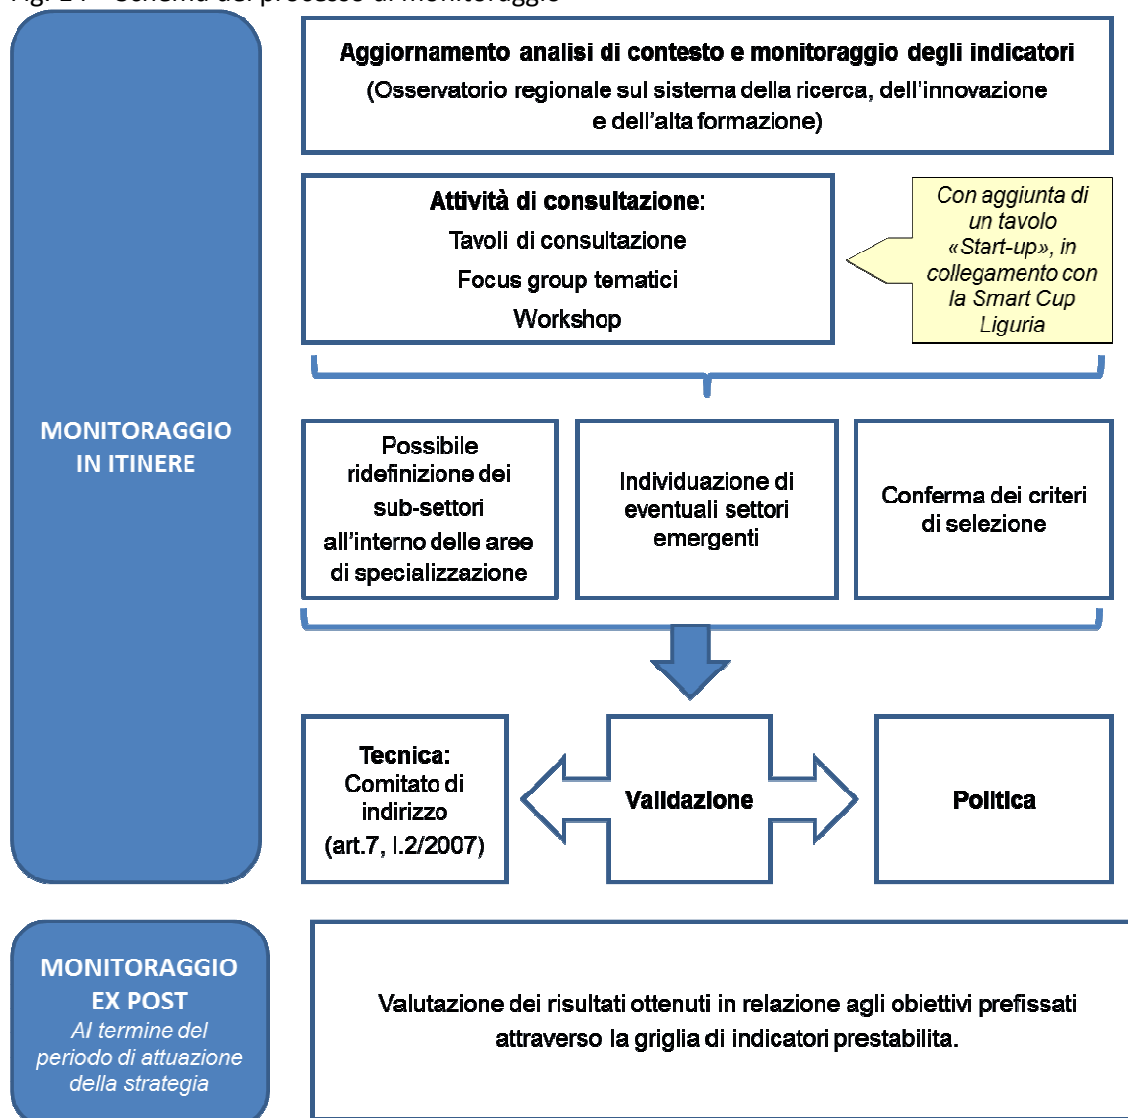 MONITORAGGIO
IN ITINERE
Aggiornamento analisi di contesto e monitoraggio degli indicatori
(Osservatorio regionale sul sistema della ricerca, dell'innovazione
e dell'alta formazione)
Attività di consultazione:
Tavoli di consultazione
Focus group tematici
Workshop
Con aggiunta di
un tavolo
«Start-up», in
collegamento con
la Smart Cup
Liguria
Possibile
ridefinizione dei
sub-settori
all'interno delle aree
di specializzazione
Individuazione di
eventuali settori
emergenti
Conferma dei criteri
di selezione
Tecnica:
Comitato di
indirizzo
(art.7, l.2/2007)
Validazione
Politica
MONITORAGGIO
EX POST
Al termine del
periodo di attuazione
della strategia
Valutazione dei risultati ottenuti in relazione agli obiettivi prefissati
attraverso la griglia di indicatori prestabilita.